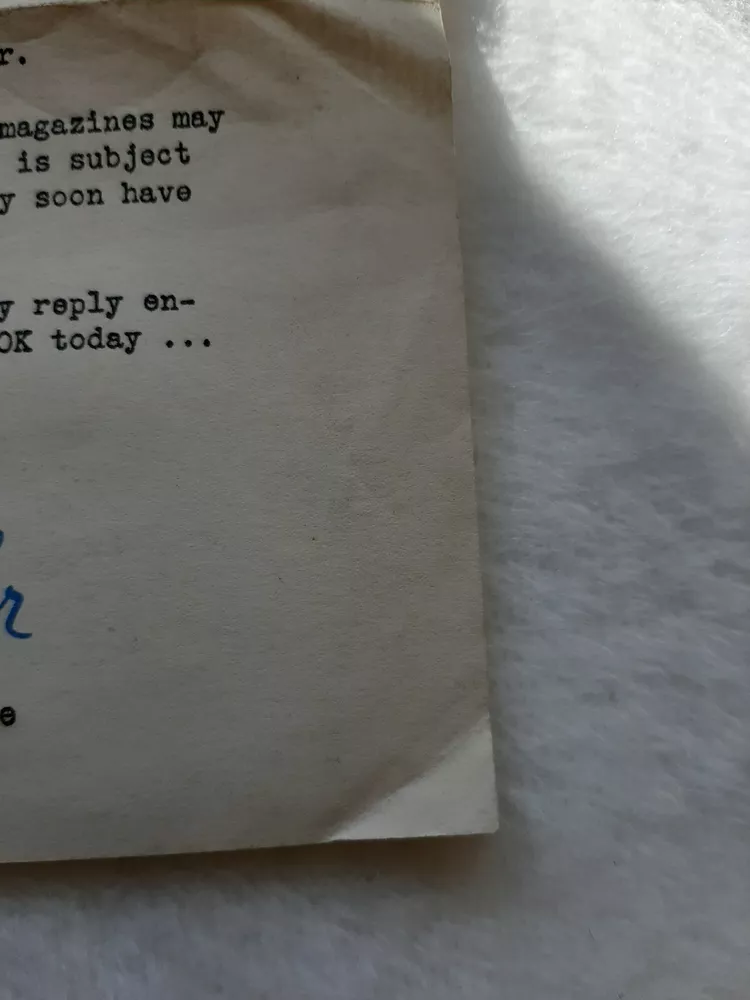 r.
magazines may
is subject
y soon have
y reply en-
OK today ...
r
e